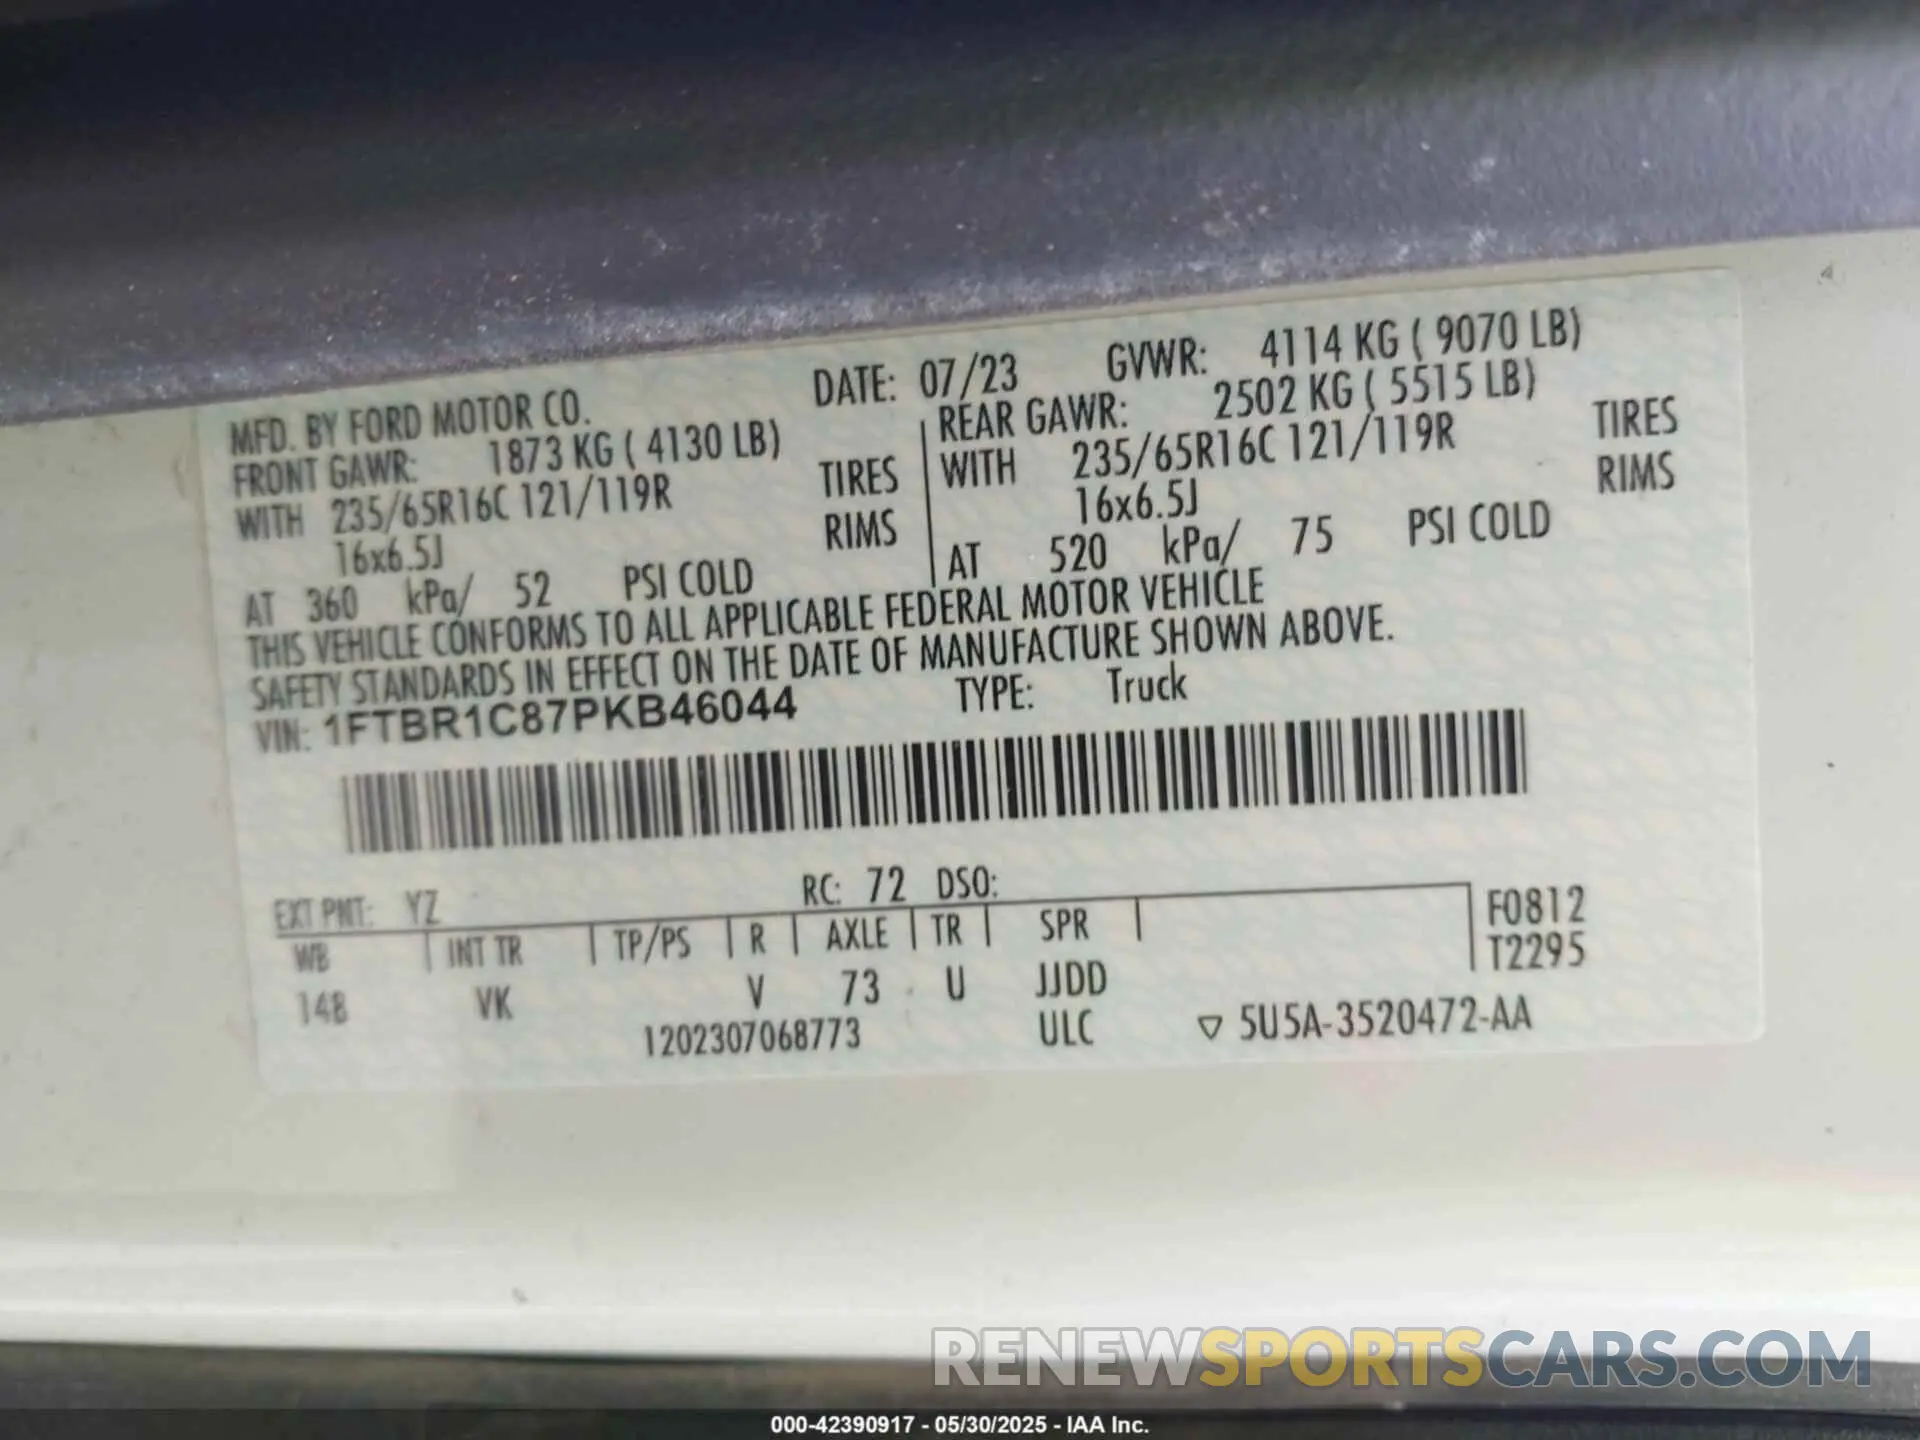 MFD. BY FORD MOTOR CO. DATE: 07/23 GVWR: 4114 KG ( 9070 LB)
FRONT GAWR: 1873 KG ( 4130 LB) REAR GAWR: 2502 KG ( 5515 LB)
WITH 235/65R16C 121/119R TIRES WITH 235/65R16C 121/119R TIRES
16x6.5J RIMS 16x6.5J RIMS
AT 360 kPa/ 52 PSI COLD AT 520 kPa/ 75 PSI COLD
THIS VEHICLE CONFORMS TO ALL APPLICABLE FEDERAL MOTOR VEHICLE
SAFETY STANDARDS IN EFFECT ON THE DATE OF MANUFACTURE SHOWN ABOVE.
VIN: 1FTBR1C87PKB46044 TYPE: Truck
EXT PNT: YZ RC: 72 DSO:
WB INT TR TP/PS R AXLE TR SPR F0812
T2295
148 VK V 73 U JJDD
1202307068773 ULC ▽ 5U5A-3520472-AA
RENEWSPORTSCARS.COM
000-42390917 - 05/30/2025 - IAA Inc.